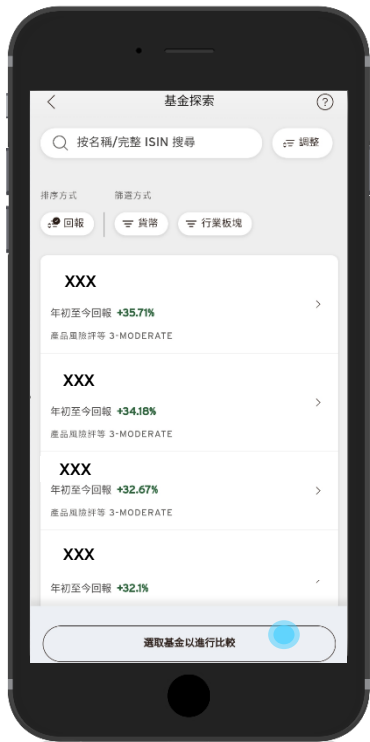 基金探索
?
按名稱/完整 ISIN 搜尋
調整
排序方式 篩選方式
回報 貨幣 行業板塊
XXX
年初至今回報 +35.71%
產品風險評等 3-MODERATE
XXX
年初至今回報 +34.18%
產品風險評等 3-MODERATE
XXX
年初至今回報 +32.67%
產品風險評等 3-MODERATE
XXX
年初至今回報 +32.1%
選取基金以進行比較